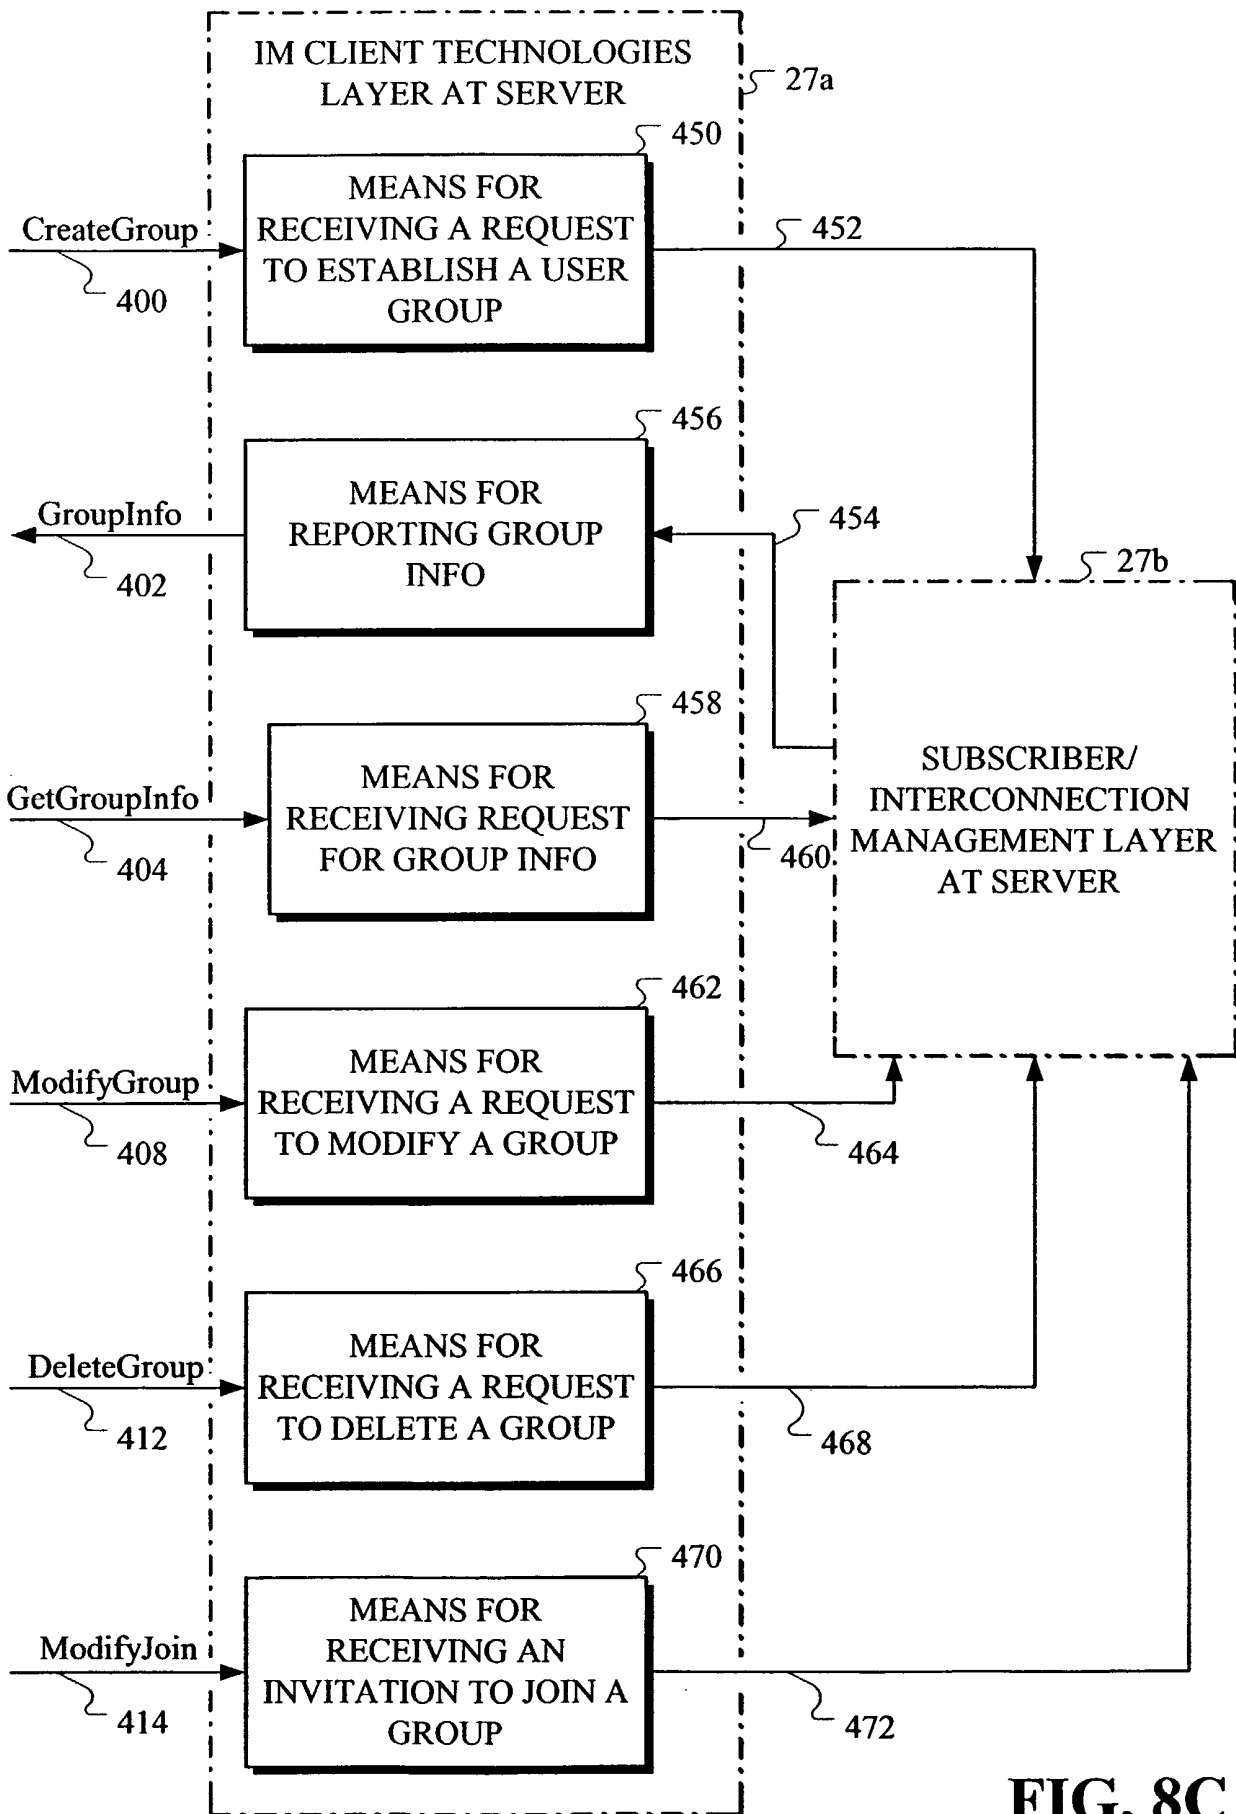 IM CLIENT TECHNOLOGIES
LAYER AT SERVER
27a
450
MEANS FOR
RECEIVING A REQUEST
TO ESTABLISH A USER
GROUP
CreateGroup
400
452
456
MEANS FOR
REPORTING GROUP
INFO
GroupInfo
402
454
27b
458
MEANS FOR
RECEIVING REQUEST
FOR GROUP INFO
GetGroupInfo
404
460
SUBSCRIBER/
INTERCONNECTION
MANAGEMENT LAYER
AT SERVER
462
MEANS FOR
RECEIVING A REQUEST
TO MODIFY A GROUP
ModifyGroup
408
464
466
MEANS FOR
RECEIVING A REQUEST
TO DELETE A GROUP
DeleteGroup
412
468
470
MEANS FOR
RECEIVING AN
INVITATION TO JOIN A
GROUP
ModifyJoin
414
472
FIG. 8C